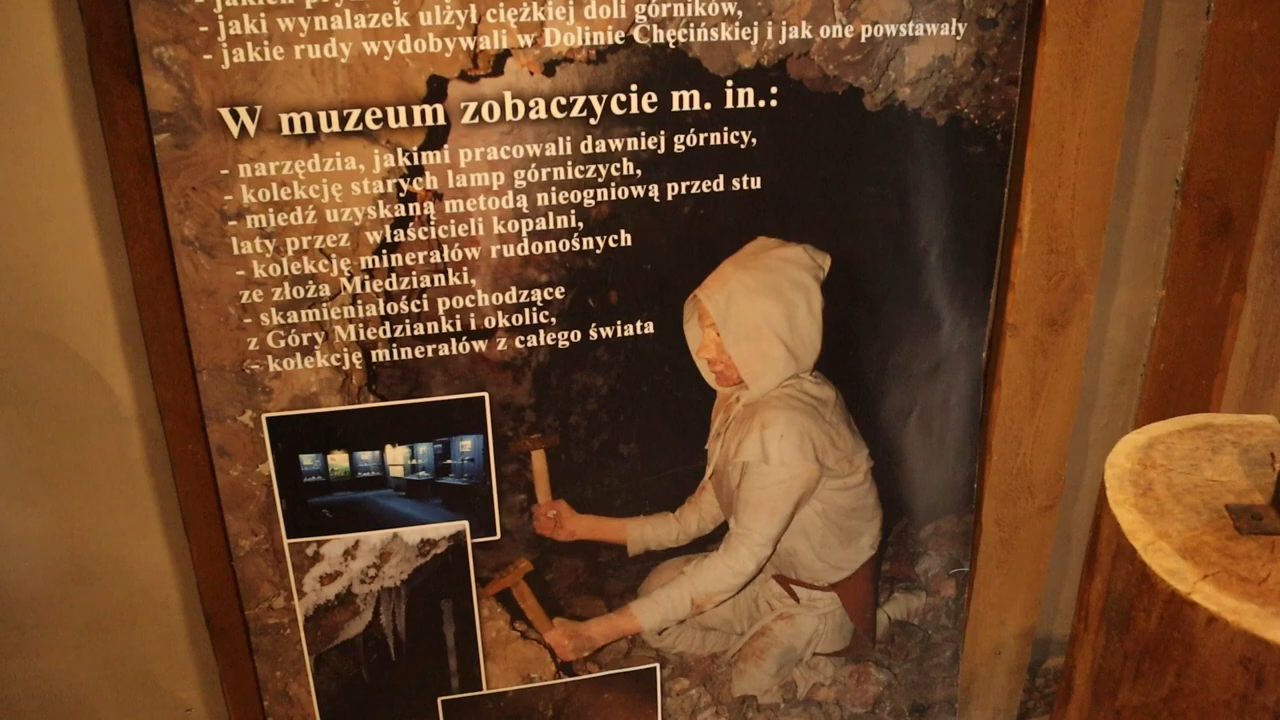 - jaki wynalazek ulżył ciężkiej doli górników,
- jakie rudy wydobywali w Dolinie Chęcińskiej i jak one powstawały
W muzeum zobaczycie m. in.:
- narzędzia, jakimi pracowali dawniej górnicy,
- kolekcję starych lamp górniczych,
- miedź uzyskaną metodą nieogniową przed stu
laty przez właścicieli kopalni,
- kolekcję minerałów rudonośnych
ze złoża Miedzianki,
- skamieniałości pochodzące
z Góry Miedzianki i okolic,
- kolekcję minerałów z całego świata